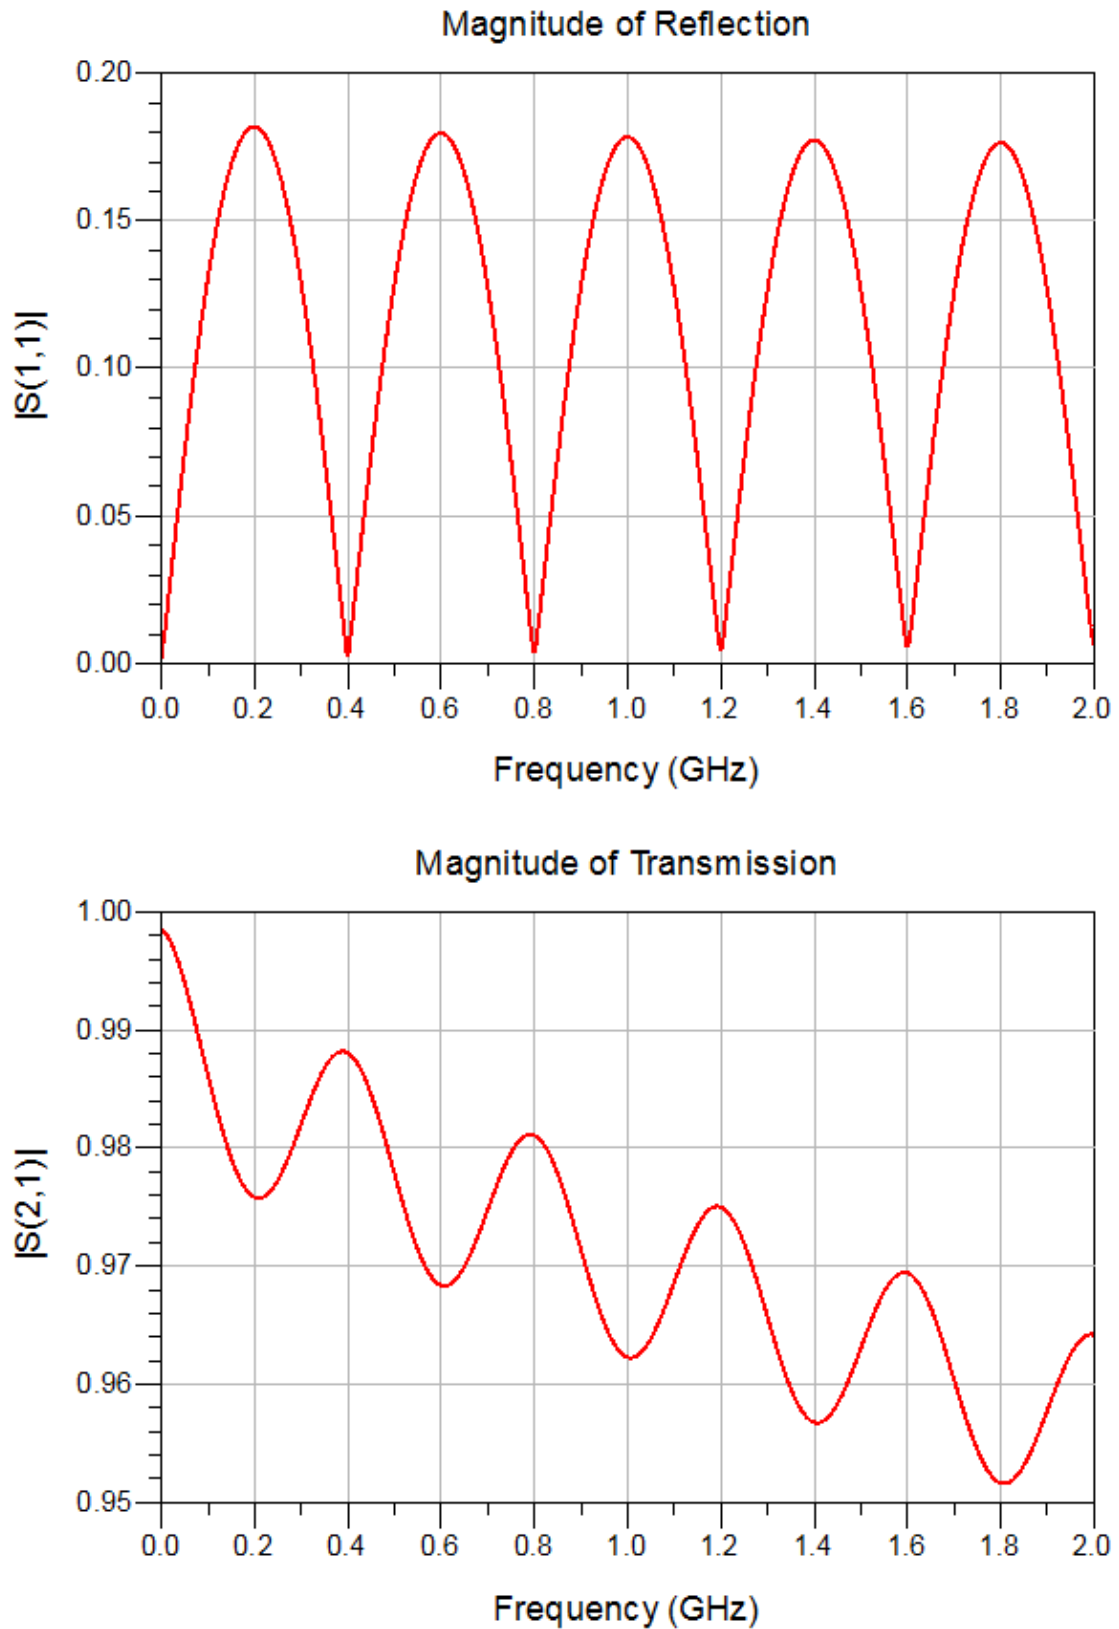 Magnitude of Reflection
0.20
0.15
0.10
0.05
0.00
|S(1,1)|
0.0 0.2 0.4 0.6 0.8 1.0 1.2 1.4 1.6 1.8 2.0
Frequency (GHz)
Magnitude of Transmission
1.00
0.99
0.98
0.97
0.96
0.95
|S(2,1)|
0.0 0.2 0.4 0.6 0.8 1.0 1.2 1.4 1.6 1.8 2.0
Frequency (GHz)